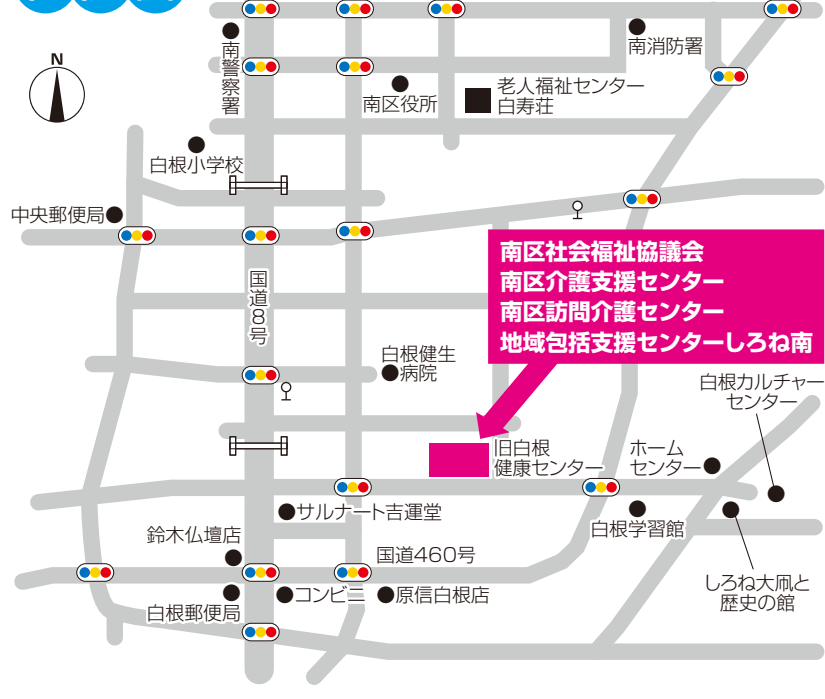 南警察署
南消防署
N
老人福祉センター
白寿荘
南区役所
白根小学校
中央郵便局
南区社会福祉協議会
南区介護支援センター
南区訪問介護センター
地域包括支援センターしろね南
国道8号
白根健生
病院
白根カルチャー
センター
旧白根
健康センター
ホーム
センター
サルナート吉運堂
白根学習館
鈴木仏壇店
国道460号
しろね大凧と
歴史の館
コンビニ
原信白根店
白根郵便局